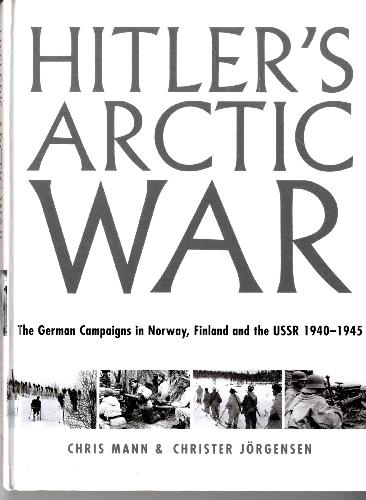 HITLER'S
ARCTIC
WAR
The German Campaigns in Norway, Finland and the USSR 1940–1945
CHRIS MANN & CHRISTER JÖRGENSEN